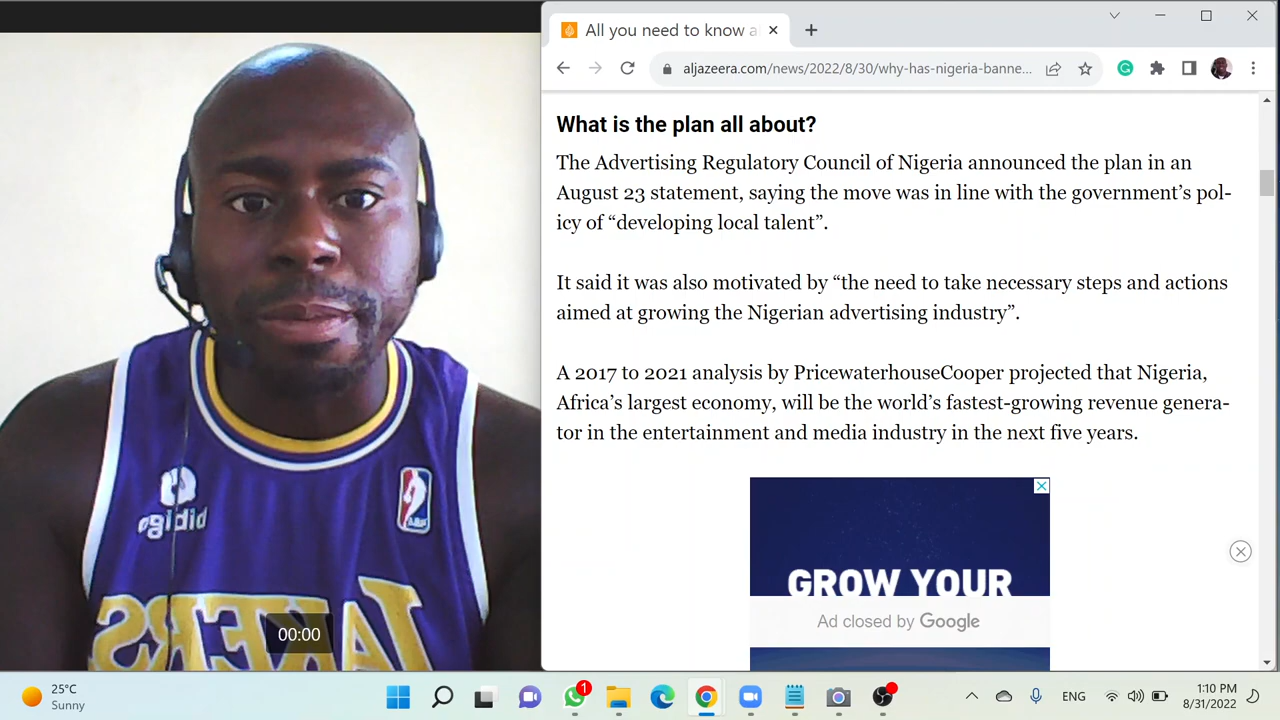 All you need to know a
aljazeera.com/news/2022/8/30/why-has-nigeria-banne...
What is the plan all about?
The Advertising Regulatory Council of Nigeria announced the plan in an
August 23 statement, saying the move was in line with the government’s pol-
icy of “developing local talent”.
It said it was also motivated by “the need to take necessary steps and actions
aimed at growing the Nigerian advertising industry”.
A 2017 to 2021 analysis by PricewaterhouseCooper projected that Nigeria,
Africa’s largest economy, will be the world’s fastest-growing revenue genera-
tor in the entertainment and media industry in the next five years.
GROW YOUR
Ad closed by Google
adidas
LAKERS
00:00
25°C
Sunny
1
ENG
1:10 PM
8/31/2022